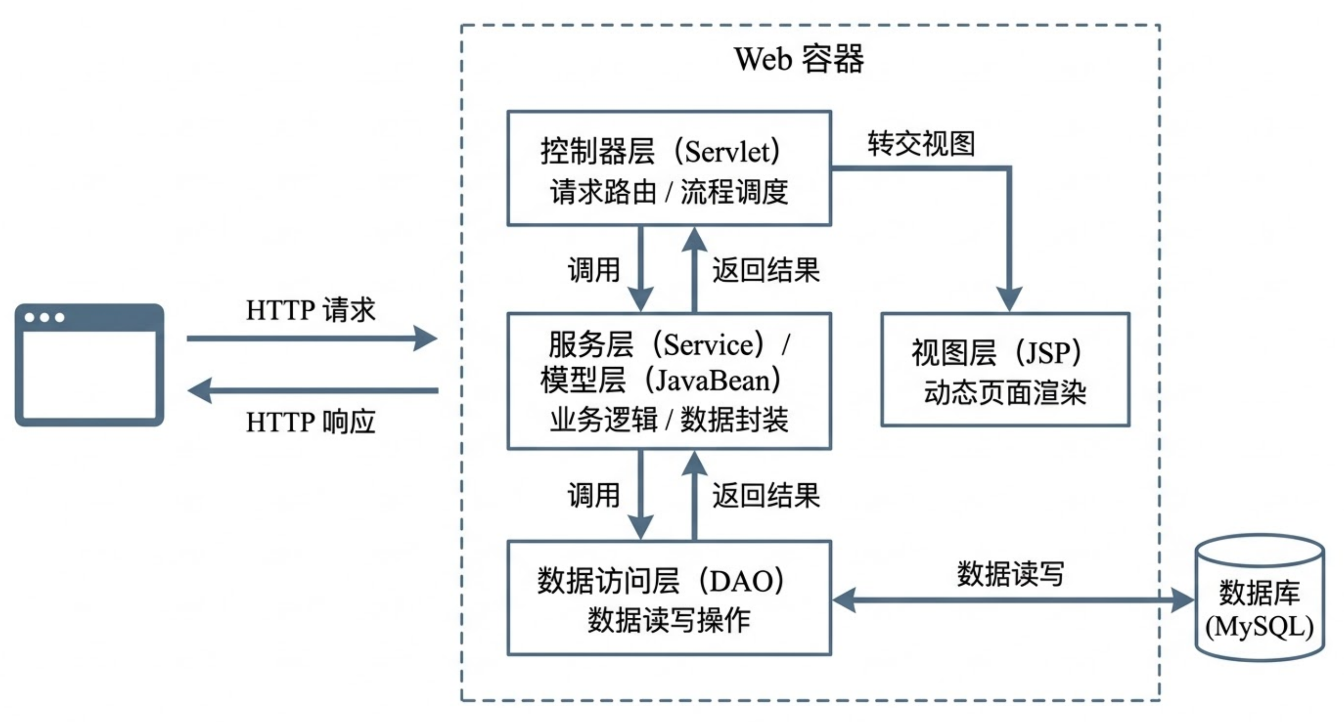 Web 容器
控制器层（Servlet）
请求路由 / 流程调度
转交视图
调用
返回结果
HTTP 请求
HTTP 响应
服务层（Service）/
模型层（JavaBean）
业务逻辑 / 数据封装
视图层（JSP）
动态页面渲染
调用
返回结果
数据访问层（DAO）
数据读写操作
数据读写
数据库
(MySQL)